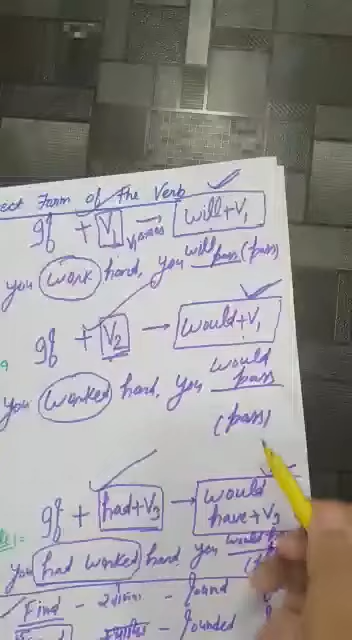 ect Form of The Verb
If + V1 → will + V1
you work hard, you will pass (pass)
If + V2 → would + V1
you worked hard, you would pass
(pass)
If + had + V3 → would have + V3
you had worked hard you would
Find - - found
- founded